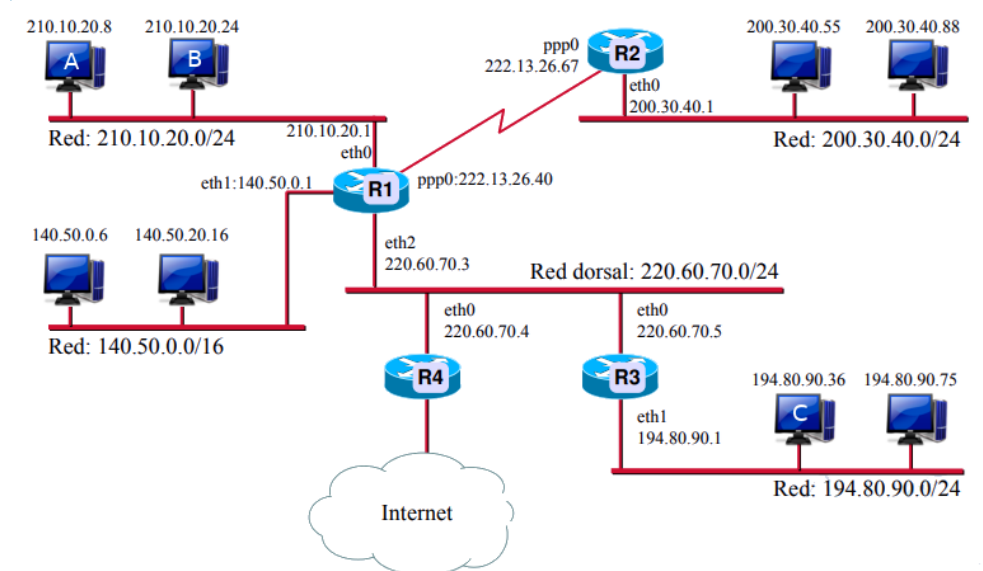 210.10.20.8
210.10.20.24
A
B
Red: 210.10.20.0/24
210.10.20.1
eth0
ppp0
222.13.26.67
R2
eth0
200.30.40.1
200.30.40.55
200.30.40.88
Red: 200.30.40.0/24
eth1:140.50.0.1
R1
ppp0:222.13.26.40
140.50.0.6
140.50.20.16
Red: 140.50.0.0/16
eth2
220.60.70.3
Red dorsal: 220.60.70.0/24
eth0
220.60.70.4
R4
eth0
220.60.70.5
R3
eth1
194.80.90.1
194.80.90.36
194.80.90.75
C
Red: 194.80.90.0/24
Internet